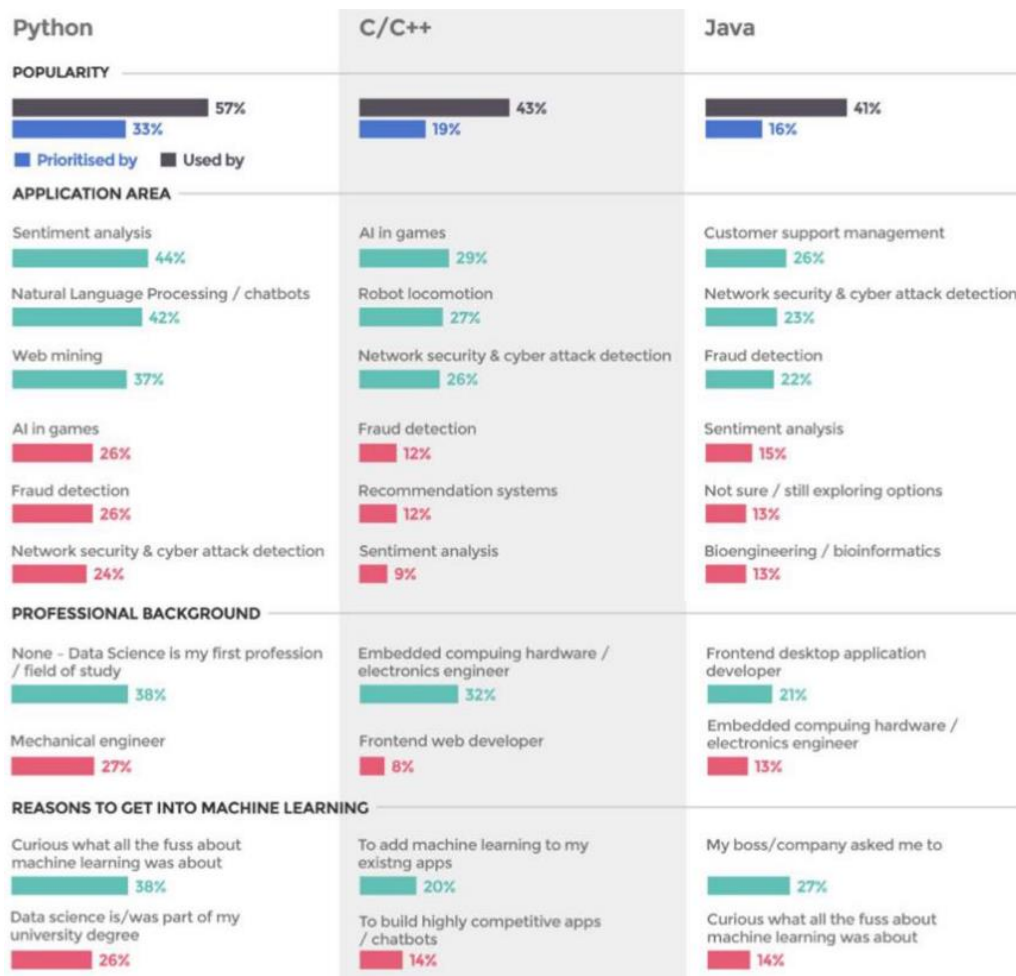 Python
C/C++
Java
POPULARITY
57%
33%
43%
19%
41%
16%
Prioritised by
Used by
APPLICATION AREA
Sentiment analysis
44%
Natural Language Processing / chatbots
42%
Web mining
37%
AI in games
26%
Fraud detection
26%
Network security & cyber attack detection
24%
AI in games
29%
Robot locomotion
27%
Network security & cyber attack detection
26%
Fraud detection
12%
Recommendation systems
12%
Sentiment analysis
9%
Customer support management
26%
Network security & cyber attack detection
23%
Fraud detection
22%
Sentiment analysis
15%
Not sure / still exploring options
13%
Bioengineering / bioinformatics
13%
PROFESSIONAL BACKGROUND
None – Data Science is my first profession
/ field of study
38%
Mechanical engineer
27%
Embedded compuing hardware /
electronics engineer
32%
Frontend web developer
8%
Frontend desktop application
developer
21%
Embedded compuing hardware /
electronics engineer
13%
REASONS TO GET INTO MACHINE LEARNING
Curious what all the fuss about
machine learning was about
38%
Data science is/was part of my
university degree
26%
To add machine learning to my
existng apps
20%
To build highly competitive apps
/ chatbots
14%
My boss/company asked me to
27%
Curious what all the fuss about
machine learning was about
14%